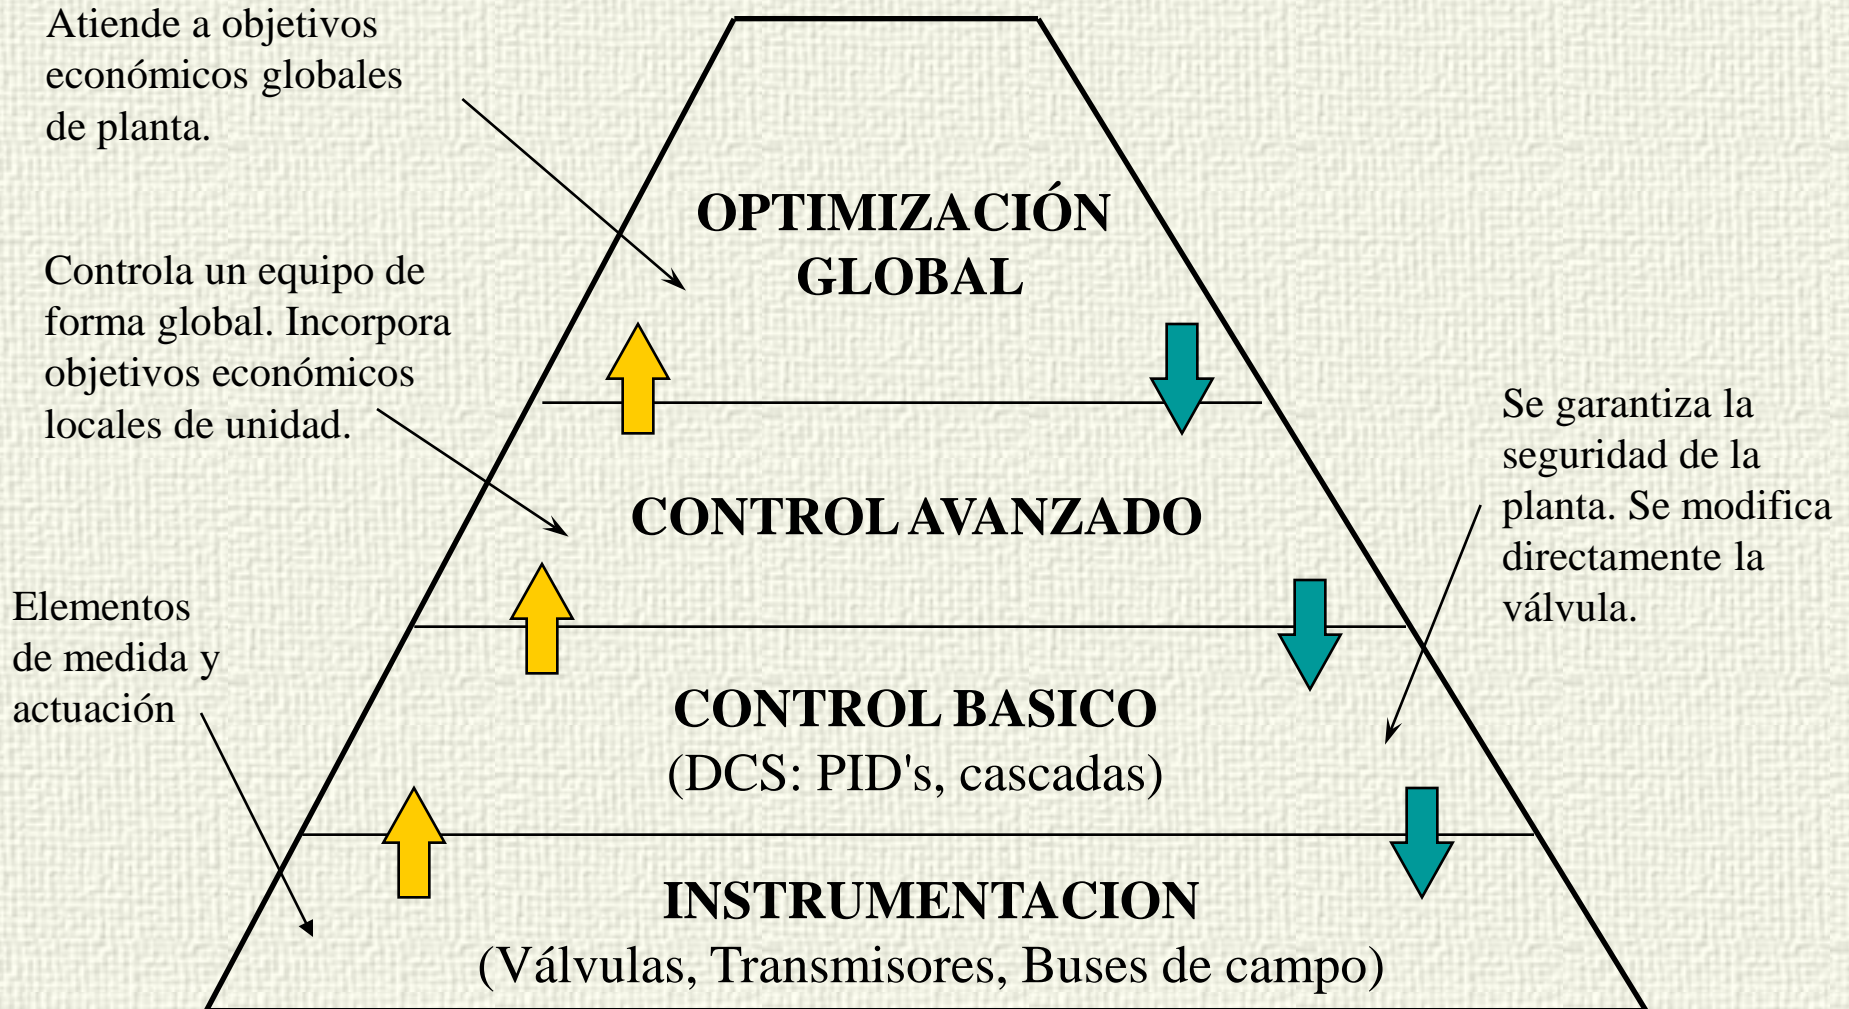 Atiende a objetivos
económicos globales
de planta.
OPTIMIZACIÓN
GLOBAL
Controla un equipo de
forma global. Incorpora
objetivos económicos
locales de unidad.
Se garantiza la
seguridad de la
planta. Se modifica
directamente la
válvula.
CONTROL AVANZADO
Elementos
de medida y
actuación
CONTROL BASICO
(DCS: PID's, cascadas)
INSTRUMENTACION
(Válvulas, Transmisores, Buses de campo)